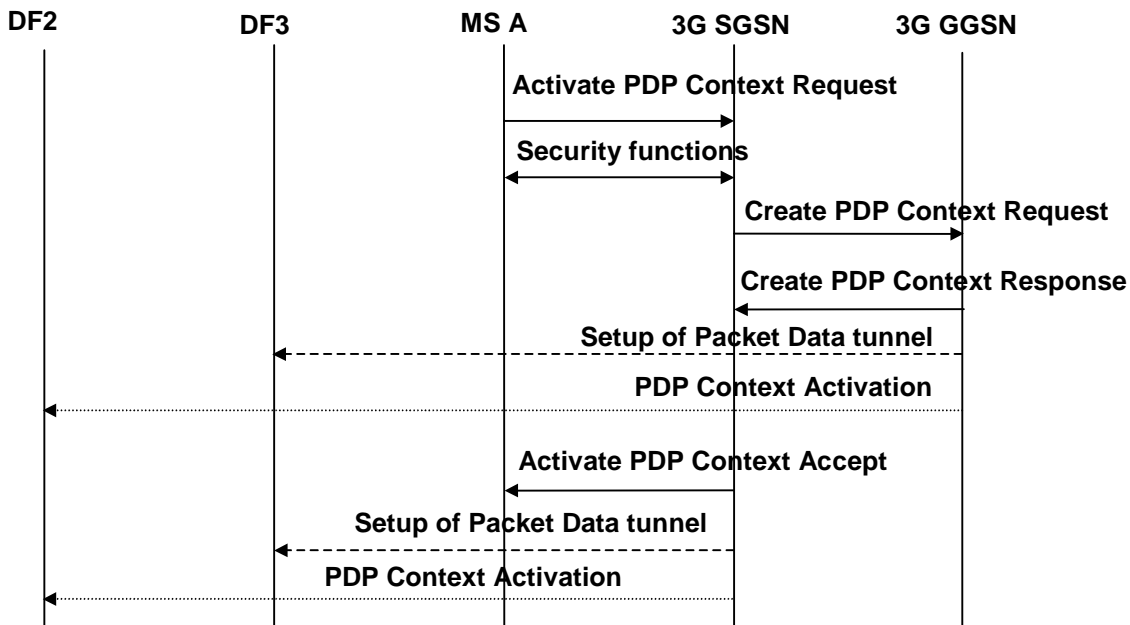 DF2
DF3
MS A
3G SGSN
3G GGSN
Activate PDP Context Request
Security functions
Create PDP Context Request
Create PDP Context Response
Setup of Packet Data tunnel
PDP Context Activation
Activate PDP Context Accept
Setup of Packet Data tunnel
PDP Context Activation